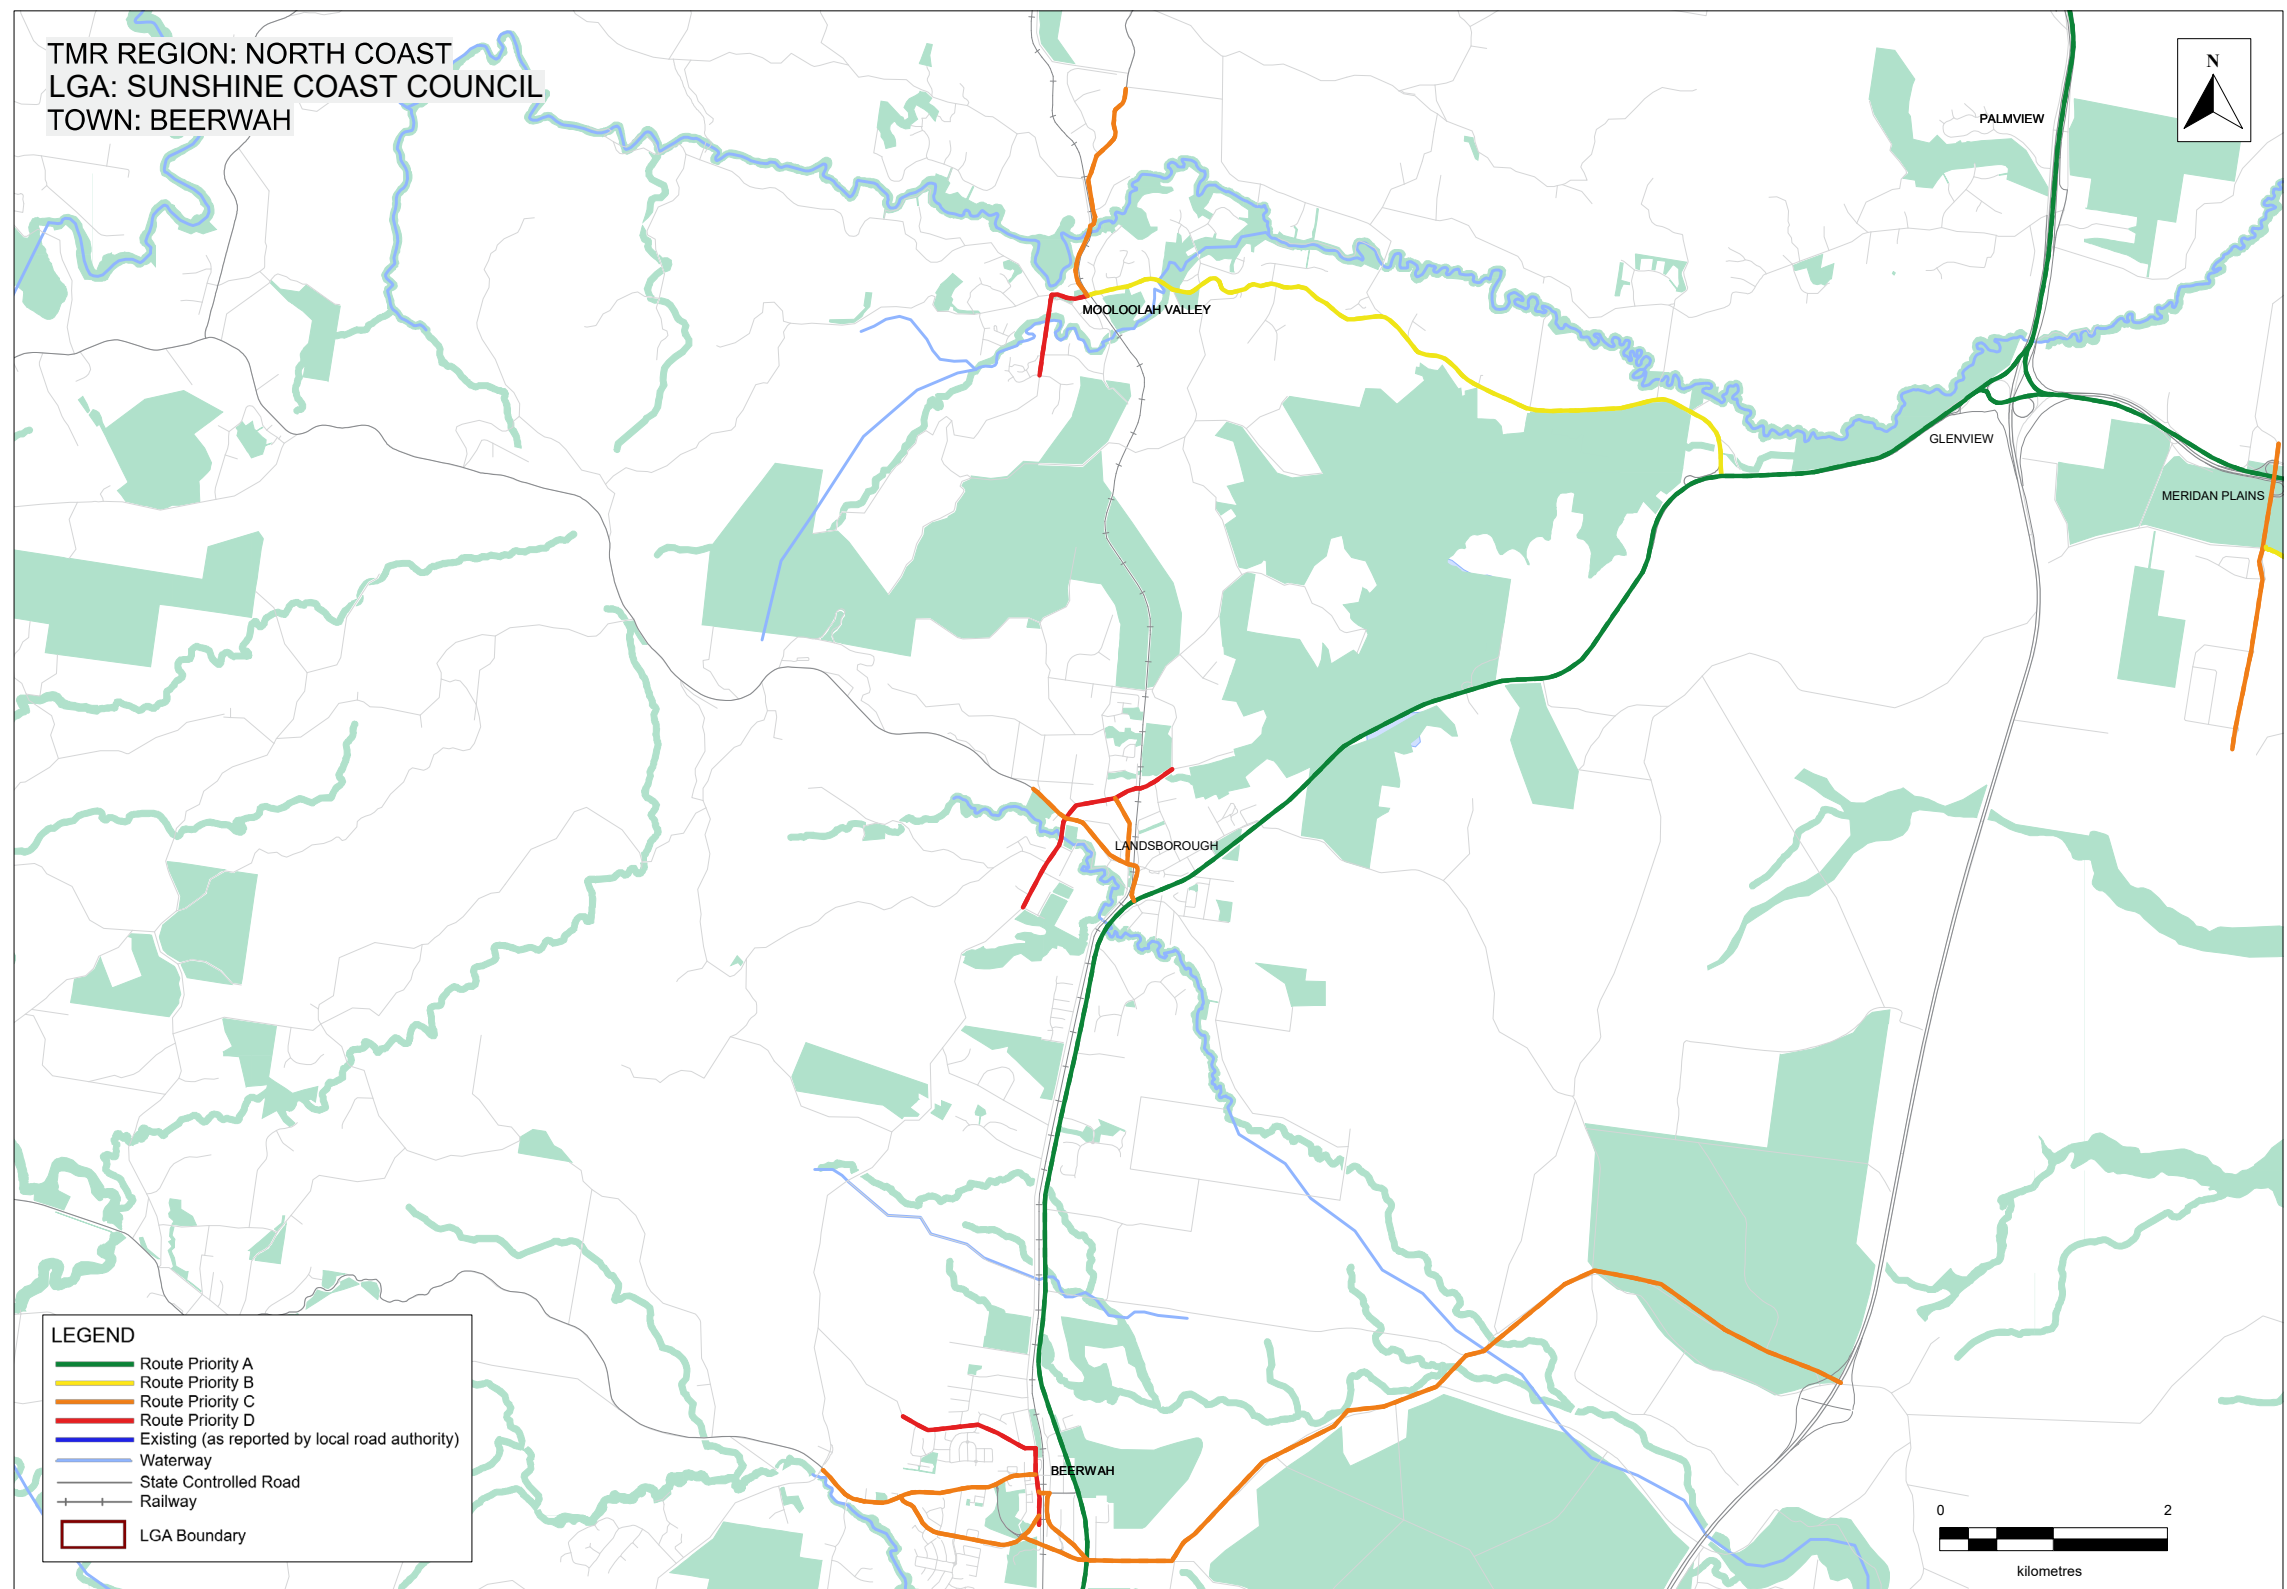 TMR REGION: NORTH COAST
LGA: SUNSHINE COAST COUNCIL
TOWN: BEERWAH
N
PALMVIEW
MOOLOOLAH VALLEY
GLENVIEW
MERIDAN PLAINS
LANDSBOROUGH
BEERWAH
LEGEND
Route Priority A
Route Priority B
Route Priority C
Route Priority D
Existing (as reported by local road authority)
Waterway
State Controlled Road
Railway
LGA Boundary
0 2
kilometres